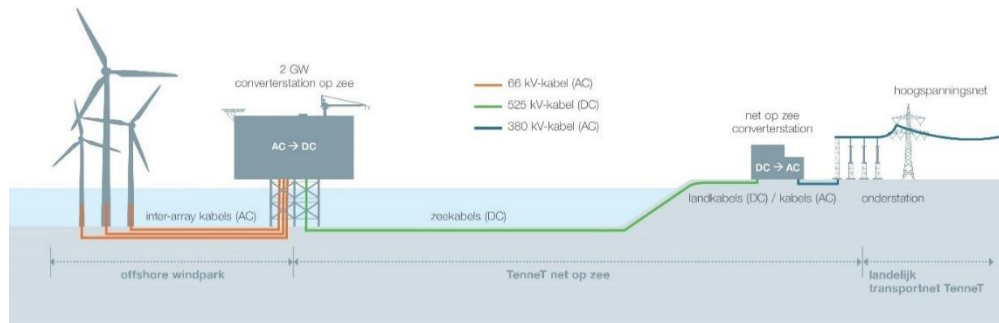 2 GW
converterstation op zee
AC → DC
66 kV-kabel (AC)
525 kV-kabel (DC)
380 kV-kabel (AC)
net op zee
converterstation
DC → AC
hoogspanningsnet
inter-array kabels (AC)
zeekabels (DC)
landkabels (DC) / kabels (AC)
onderstation
offshore windpark
TenneT net op zee
landelijk
transportnet TenneT